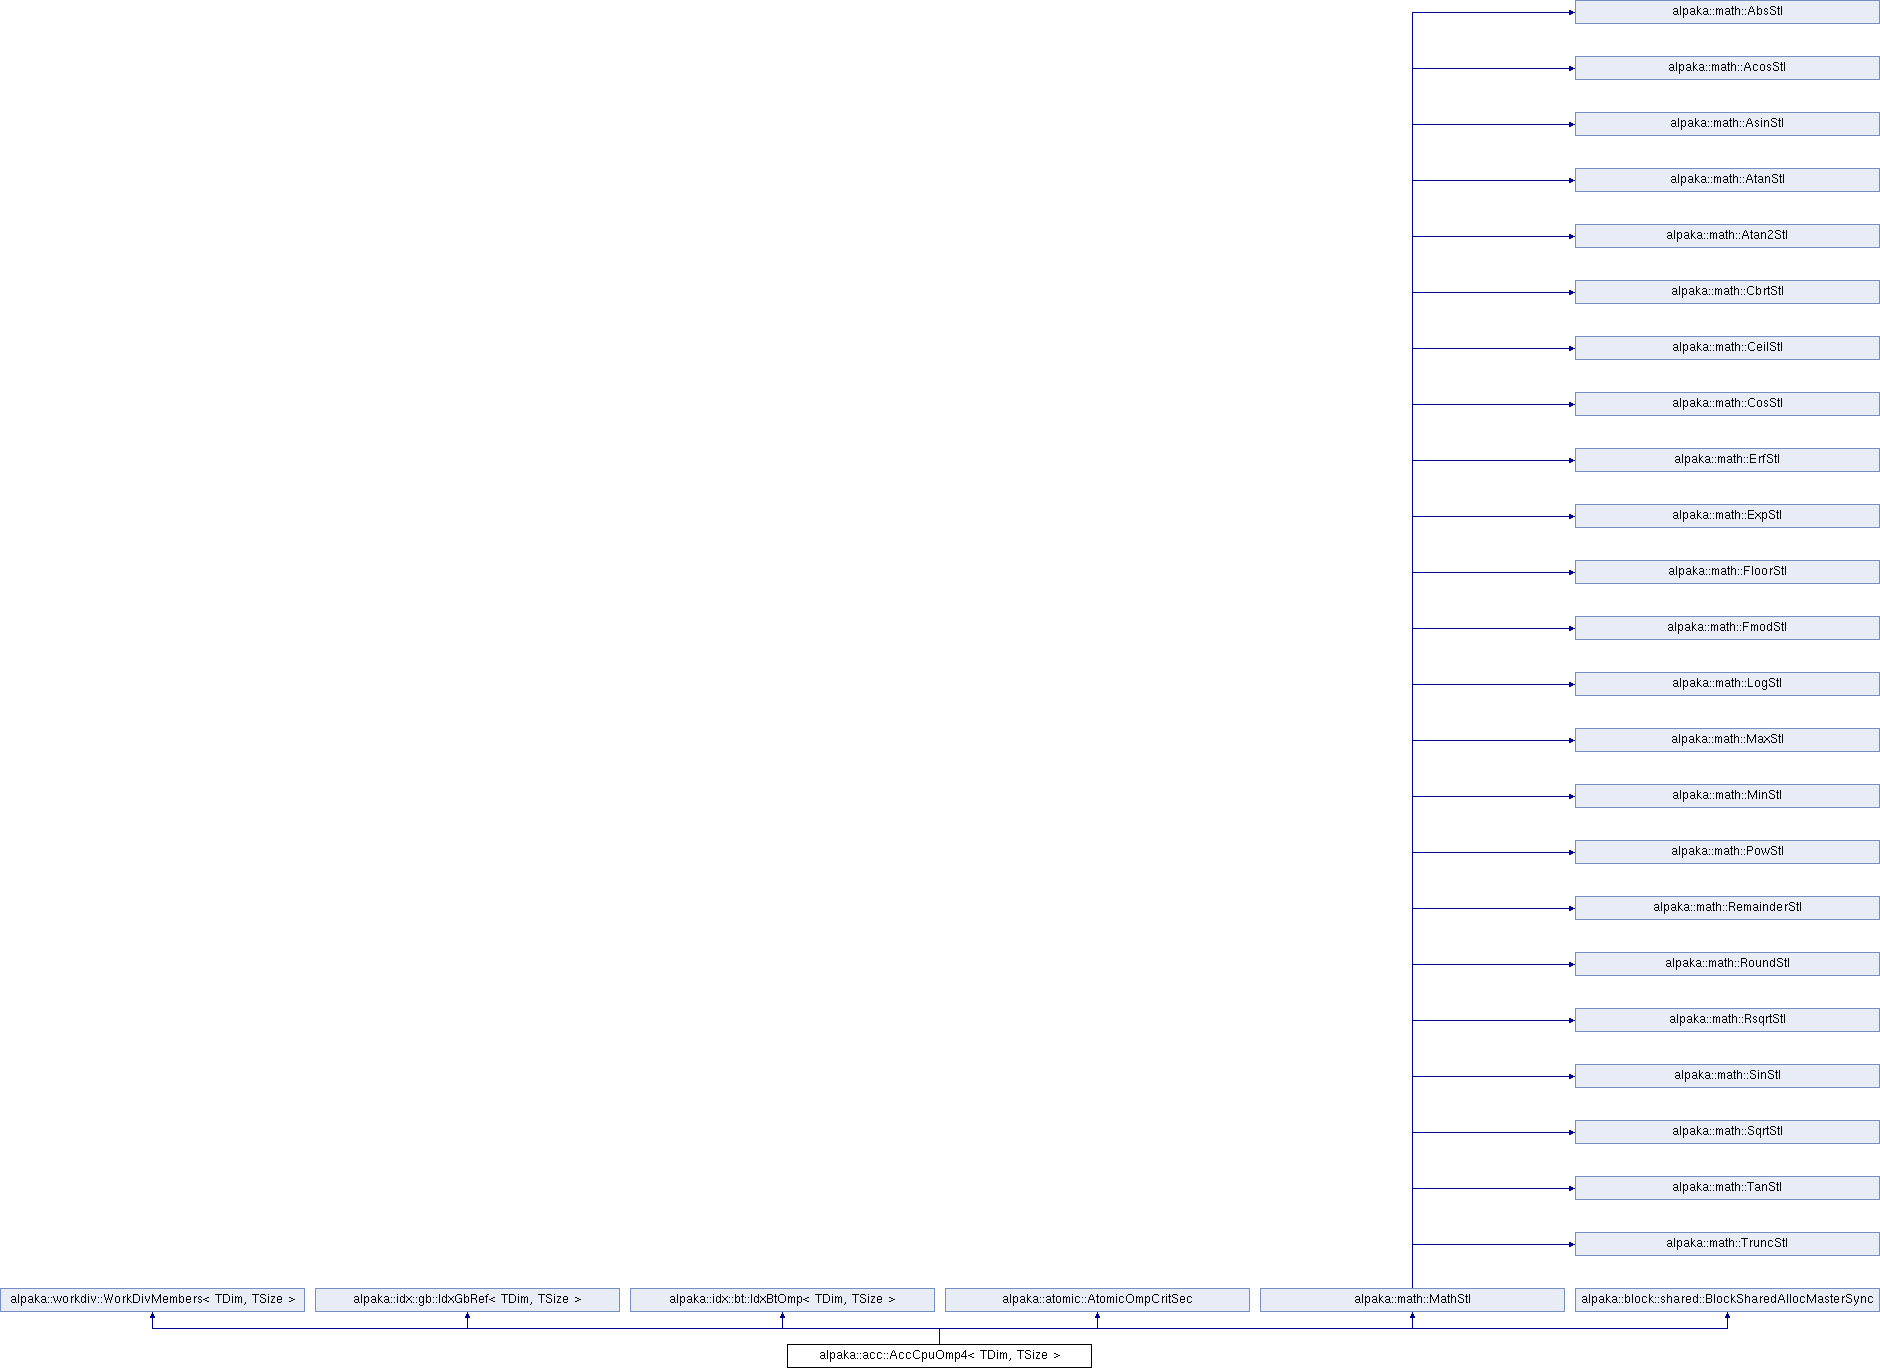 alpaka::math::AbsStl
alpaka::math::AcosStl
alpaka::math::AsinStl
alpaka::math::AtanStl
alpaka::math::Atan2Stl
alpaka::math::CbrtStl
alpaka::math::CeilStl
alpaka::math::CosStl
alpaka::math::ErfStl
alpaka::math::ExpStl
alpaka::math::FloorStl
alpaka::math::FmodStl
alpaka::math::LogStl
alpaka::math::MaxStl
alpaka::math::MinStl
alpaka::math::PowStl
alpaka::math::RemainderStl
alpaka::math::RoundStl
alpaka::math::RsqrtStl
alpaka::math::SinStl
alpaka::math::SqrtStl
alpaka::math::TanStl
alpaka::math::TruncStl
alpaka::workdiv::WorkDivMembers< TDim, TSize >
alpaka::idx::gb::IdxGbRef< TDim, TSize >
alpaka::idx::bt::IdxBtOmp< TDim, TSize >
alpaka::atomic::AtomicOmpCritSec
alpaka::math::MathStl
alpaka::block::shared::BlockSharedAllocMasterSync
alpaka::acc::AccCpuOmp4< TDim, TSize >